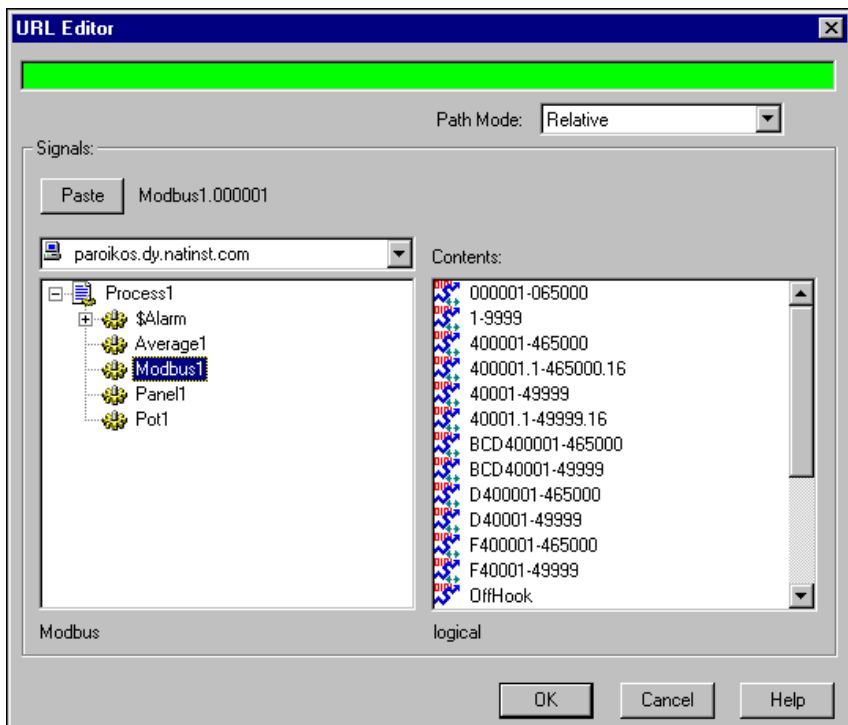 URL Editor
Path Mode: Relative
Signals:
Paste Modbus1.000001
paroikos.dy.natinst.com
Contents:
Process1
$Alarm
Average1
Modbus1
Panel1
Pot1
000001-065000
1-9999
400001-465000
400001.1-465000.16
40001-49999
40001.1-49999.16
BCD400001-465000
BCD40001-49999
D400001-465000
D40001-49999
F400001-465000
F40001-49999
OffHook
Modbus
logical
OK Cancel Help